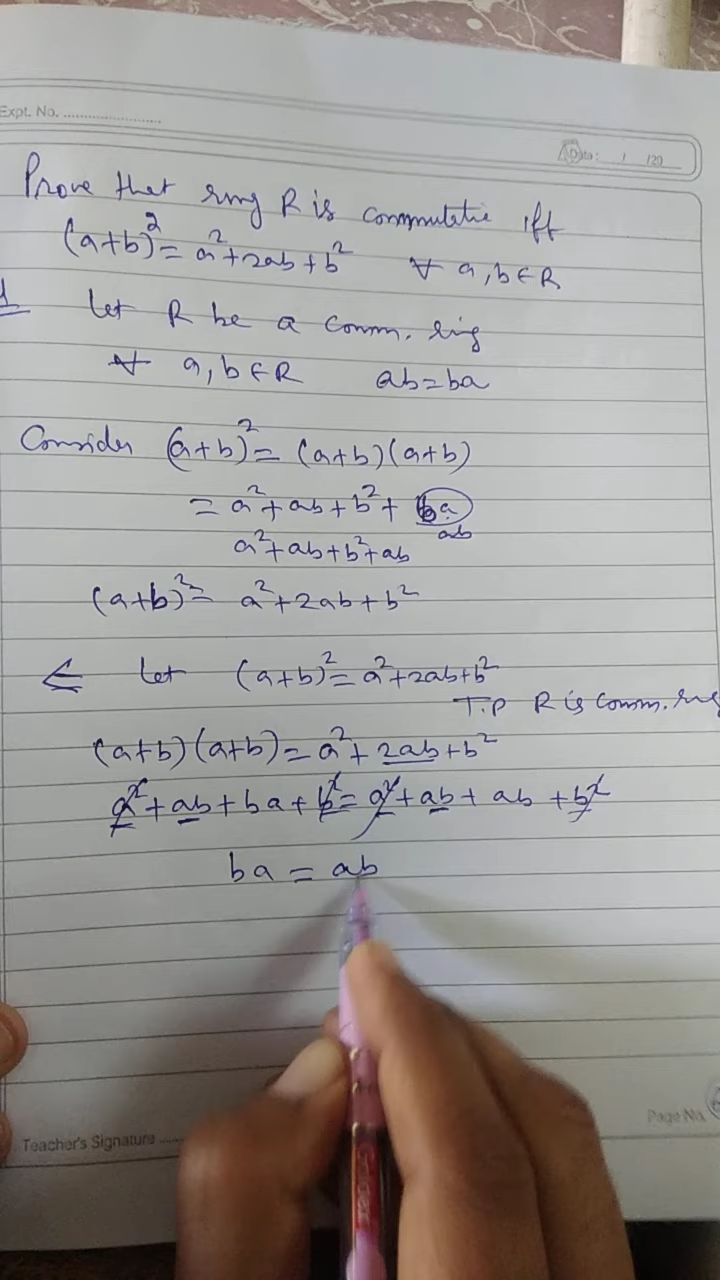 Expt. No. ........................
Date: / /20
Prove that ring R is commutative iff
(a+b)² = a²+2ab+b² ∀ a,b∈R
Let R be a comm. ring
∀ a,b∈R ab=ba
Consider (a+b)² = (a+b)(a+b)
= a²+ab+b²+ ba
ab
a²+ab+b²+ab
(a+b)² = a²+2ab+b²
⇐ Let (a+b)² = a²+2ab+b²
T.P R is comm. ring
(a+b)(a+b) = a²+2ab+b²
a²+ab+ba+b² = a²+ab+ab+b²
ba = ab
Teacher's Signature .....
Page No.